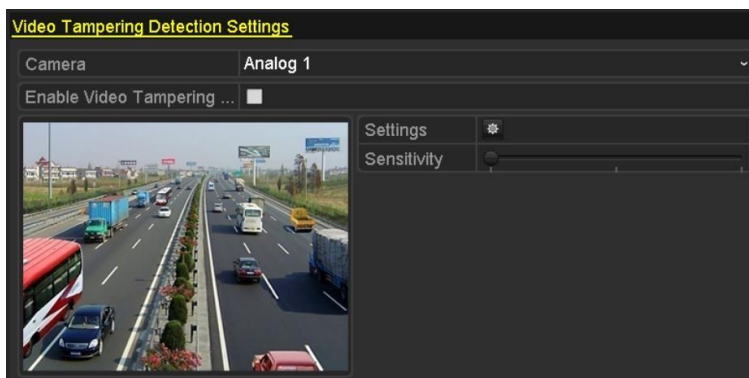 Video Tampering Detection Settings
Camera Analog 1
Enable Video Tampering ...
Settings
Sensitivity